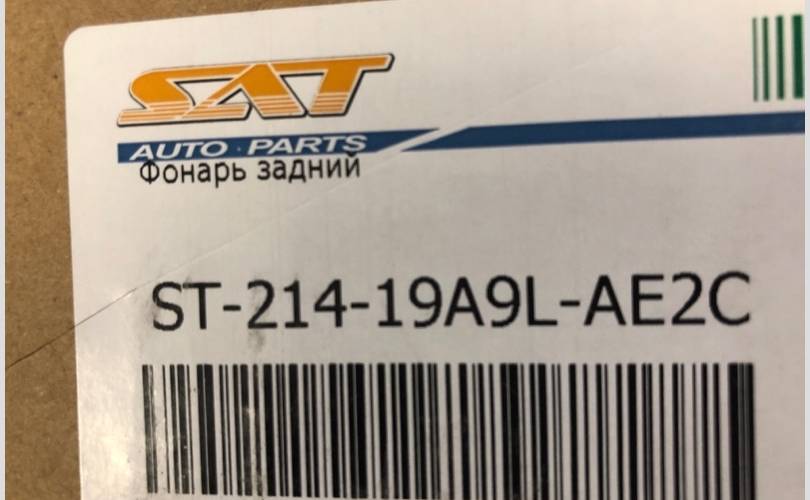 SAT
AUTO · PARTS
Фонарь задний
ST-214-19A9L-AE2C